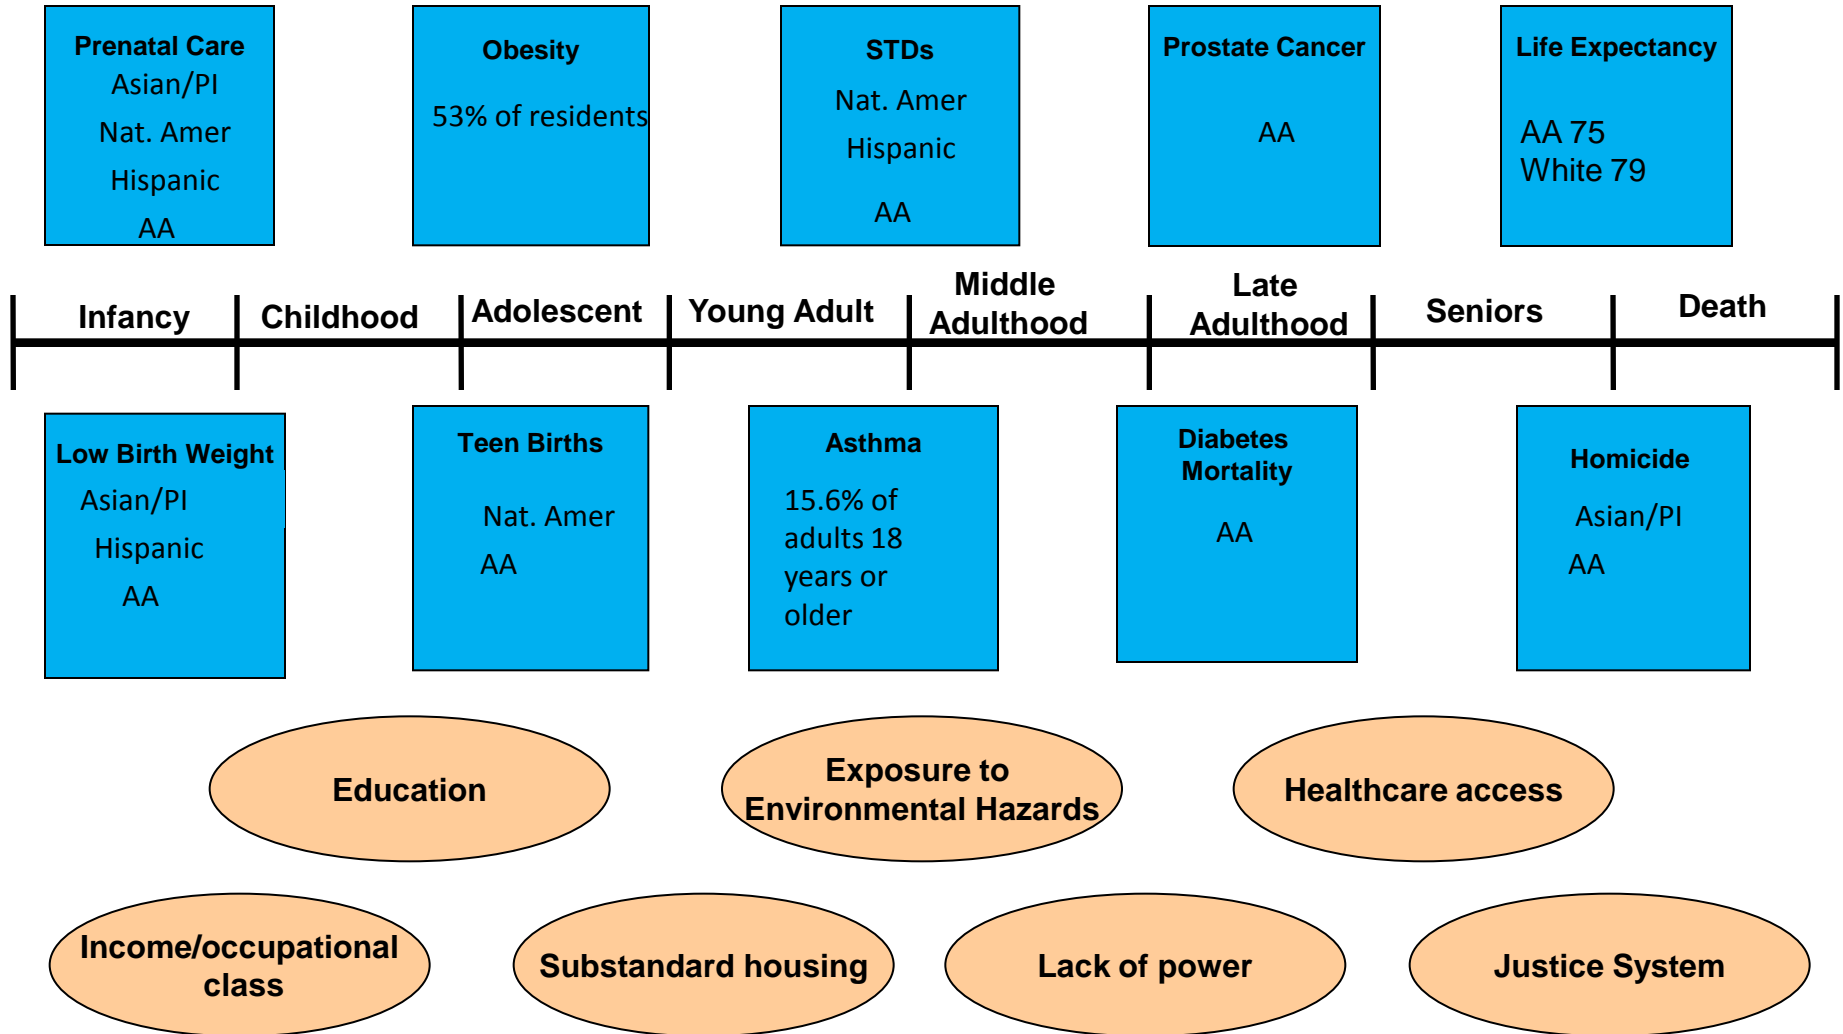 Prenatal Care
Asian/PI
Nat. Amer
Hispanic
AA
Obesity
53% of residents
STDs
Nat. Amer
Hispanic
AA
Prostate Cancer
AA
Life Expectancy
AA 75
White 79
Infancy
Childhood
Adolescent
Young Adult
Middle
Adulthood
Late
Adulthood
Seniors
Death
Low Birth Weight
Asian/PI
Hispanic
AA
Teen Births
Nat. Amer
AA
Asthma
15.6% of
adults 18
years or
older
Diabetes
Mortality
AA
Homicide
Asian/PI
AA
Education
Exposure to
Environmental Hazards
Healthcare access
Income/occupational
class
Substandard housing
Lack of power
Justice System